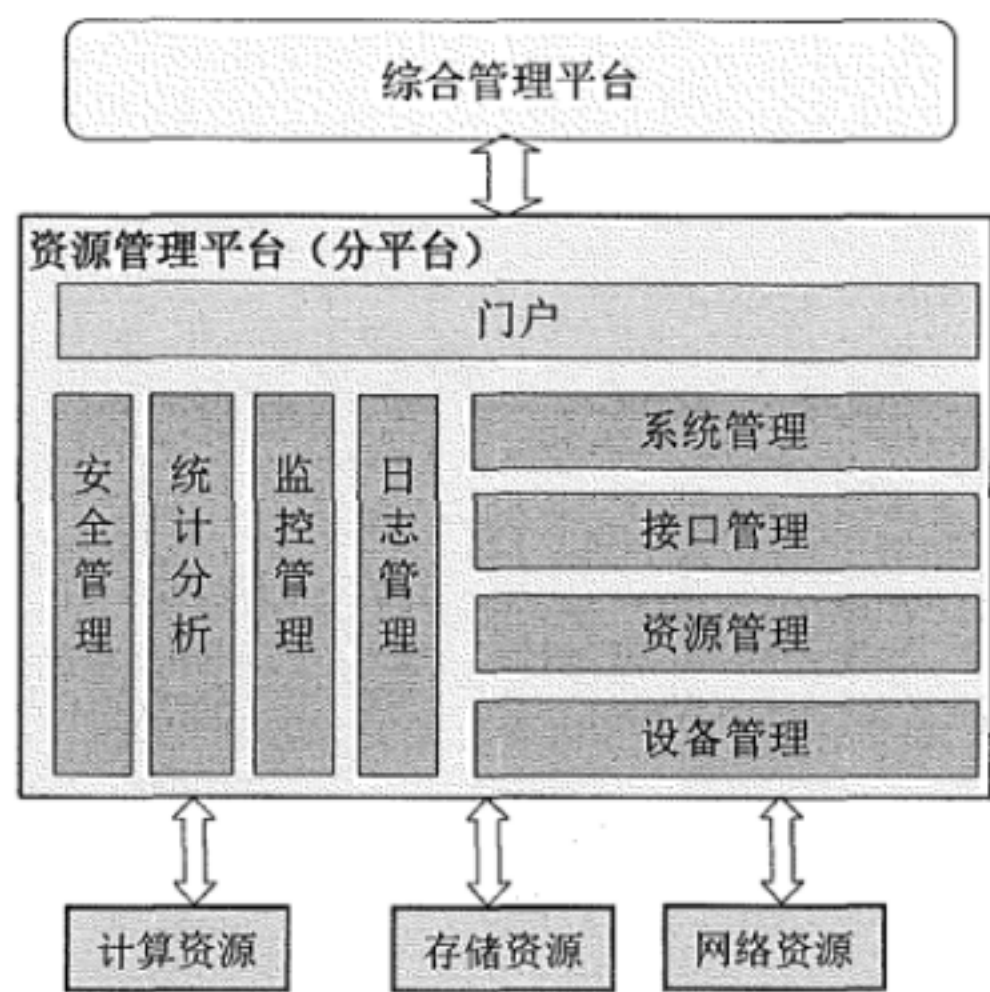 综合管理平台
资源管理平台（分平台）
门户
安全管理
统计分析
监控管理
日志管理
系统管理
接口管理
资源管理
设备管理
计算资源
存储资源
网络资源